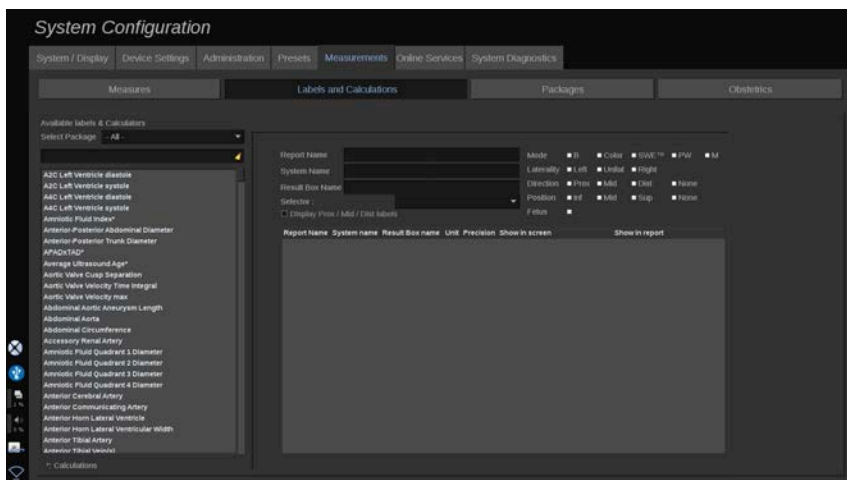 System Configuration
System / Display Device Settings Administration Presets Measurements Online Services System Diagnostics
Measures Labels and Calculations Packages Obstetrics
Available labels & Calculators
Select Package - All -
Report Name
System Name
Result Box Name
Selector :
Display Prox / Mid / Dist labels
Mode B Color SWE™ PW M
Laterality Left Unilat Right
Direction Prox Mid Dist None
Position Inf Mid Sup None
Fetus
Report Name System name Result Box name Unit Precision Show in screen Show in report
A2C Left Ventricle diastole
A2C Left Ventricle systole
A4C Left Ventricle diastole
A4C Left Ventricle systole
Amniotic Fluid Index*
Anterior-Posterior Abdominal Diameter
Anterior-Posterior Trunk Diameter
APADxTAD*
Average Ultrasound Age*
Aortic Valve Cusp Separation
Aortic Valve Velocity Time Integral
Aortic Valve Velocity max
Abdominal Aortic Aneurysm Length
Abdominal Aorta
Abdominal Circumference
Accessory Renal Artery
Amniotic Fluid Quadrant 1 Diameter
Amniotic Fluid Quadrant 2 Diameter
Amniotic Fluid Quadrant 3 Diameter
Amniotic Fluid Quadrant 4 Diameter
Anterior Cerebral Artery
Anterior Communicating Artery
Anterior Horn Lateral Ventricle
Anterior Horn Lateral Ventricular Width
Anterior Tibial Artery
Anterior Tibial Vein(s)
*: Calculations